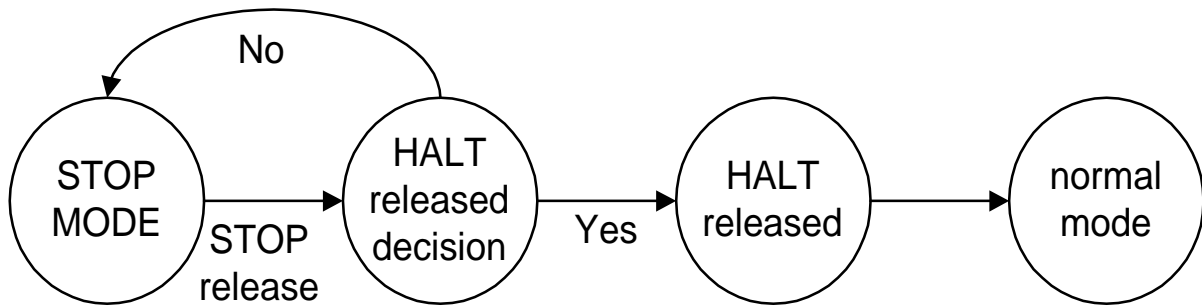 No
STOP
MODE
STOP
release
HALT
released
decision
Yes
HALT
released
normal
mode